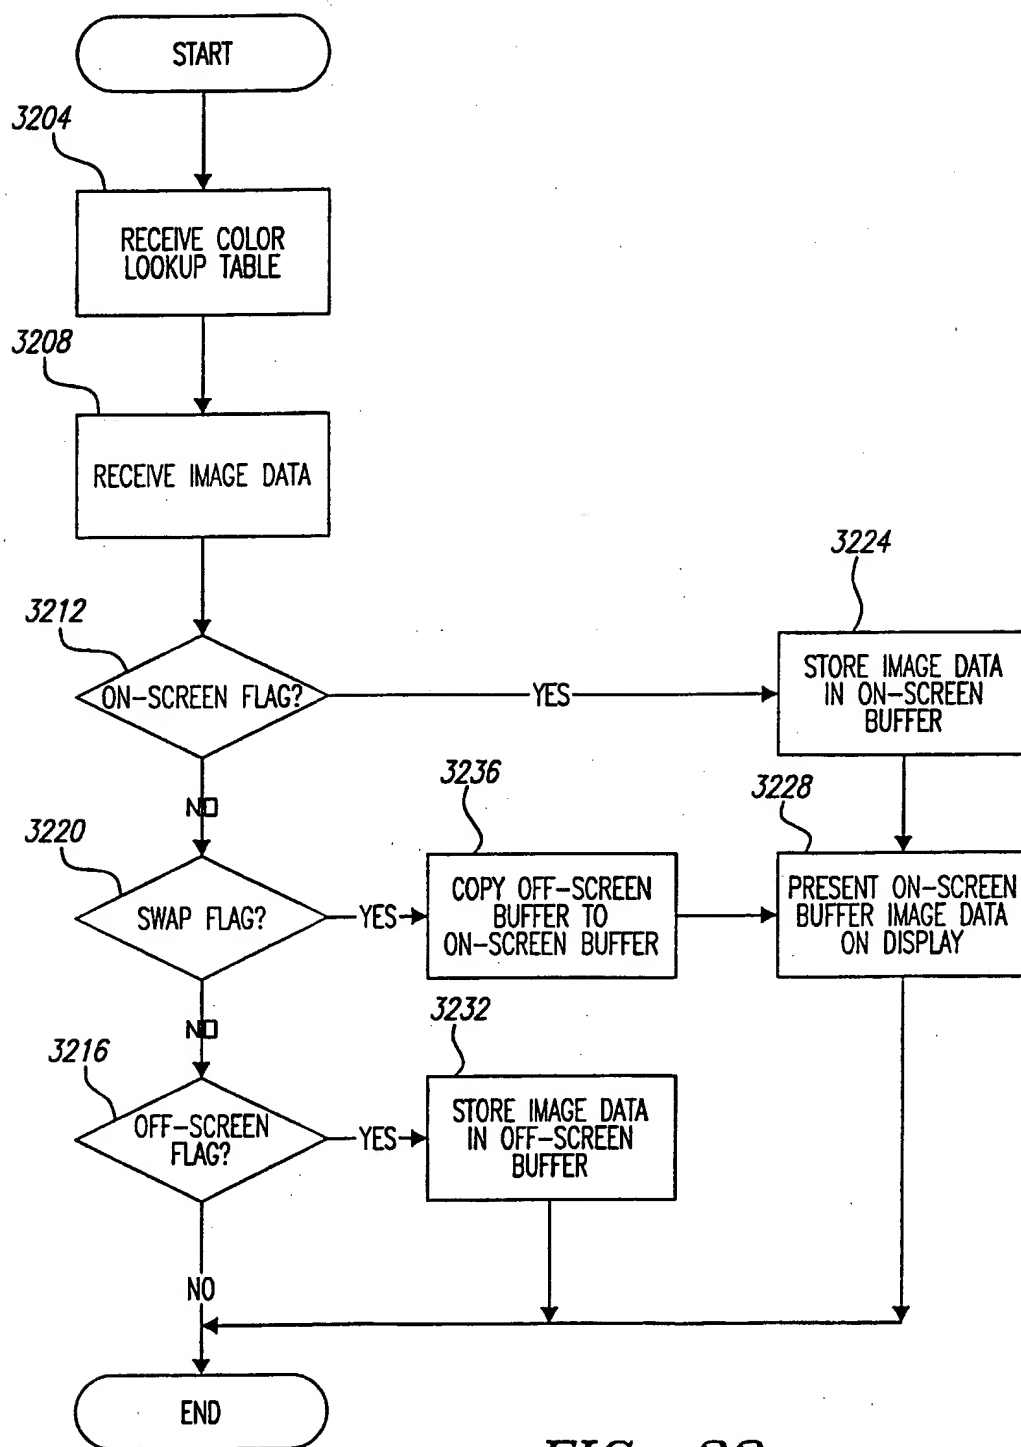 START
3204
RECEIVE COLOR
LOOKUP TABLE
3208
RECEIVE IMAGE DATA
3212
ON-SCREEN FLAG?
YES
3224
STORE IMAGE DATA
IN ON-SCREEN
BUFFER
NO
3220
SWAP FLAG?
YES
3236
COPY OFF-SCREEN
BUFFER TO
ON-SCREEN BUFFER
3228
PRESENT ON-SCREEN
BUFFER IMAGE DATA
ON DISPLAY
NO
3216
OFF-SCREEN
FLAG?
YES
3232
STORE IMAGE DATA
IN OFF-SCREEN
BUFFER
NO
END